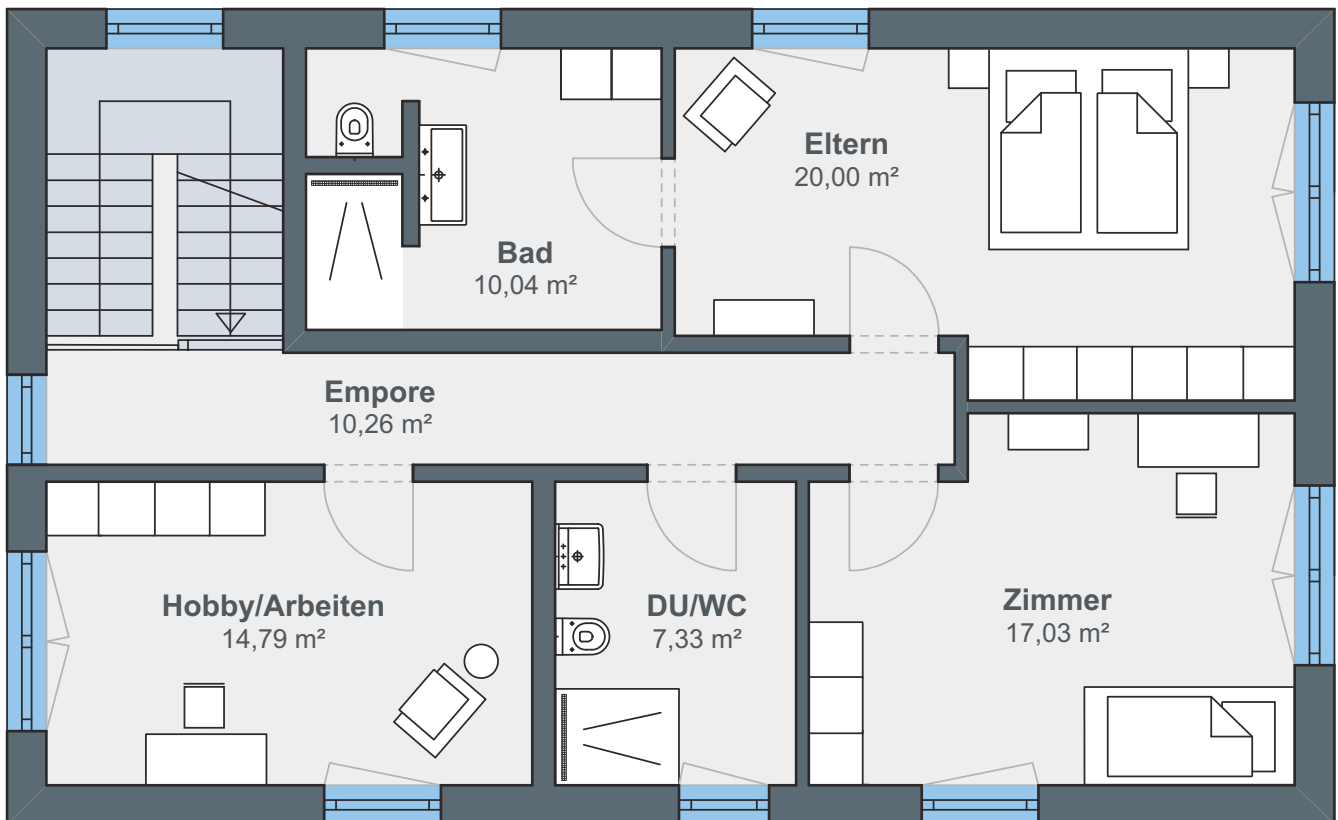 Eltern
20,00 m²
Bad
10,04 m²
Empore
10,26 m²
Hobby/Arbeiten
14,79 m²
DU/WC
7,33 m²
Zimmer
17,03 m²